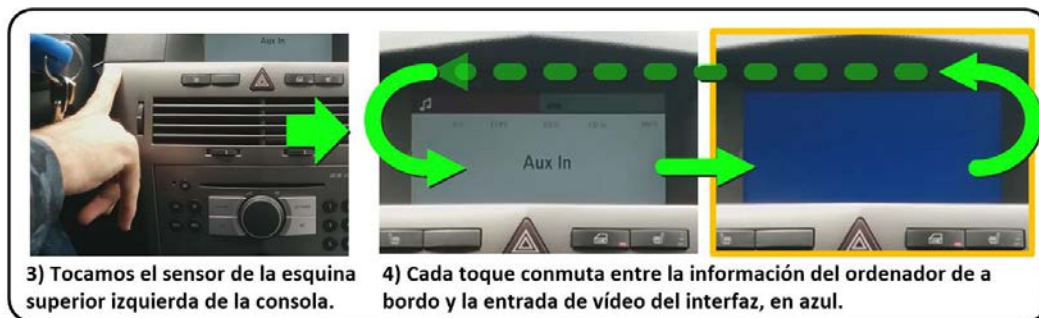 Aux In
Aux In
3) Tocamos el sensor de la esquina
superior izquierda de la consola.
4) Cada toque conmuta entre la información del ordenador de a
bordo y la entrada de vídeo del interfaz, en azul.